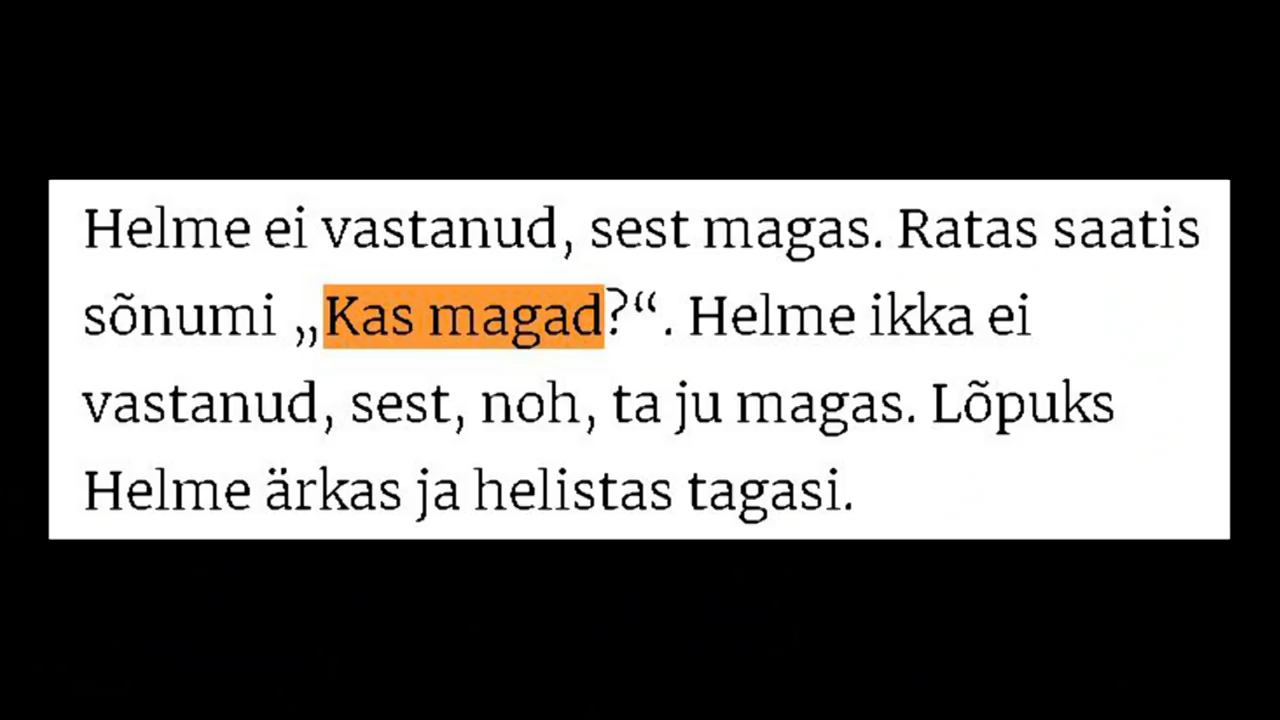 Helme ei vastanud, sest magas. Ratas saatis
sõnumi „Kas magad?“. Helme ikka ei
vastanud, sest, noh, ta ju magas. Lõpuks
Helme ärkas ja helistas tagasi.